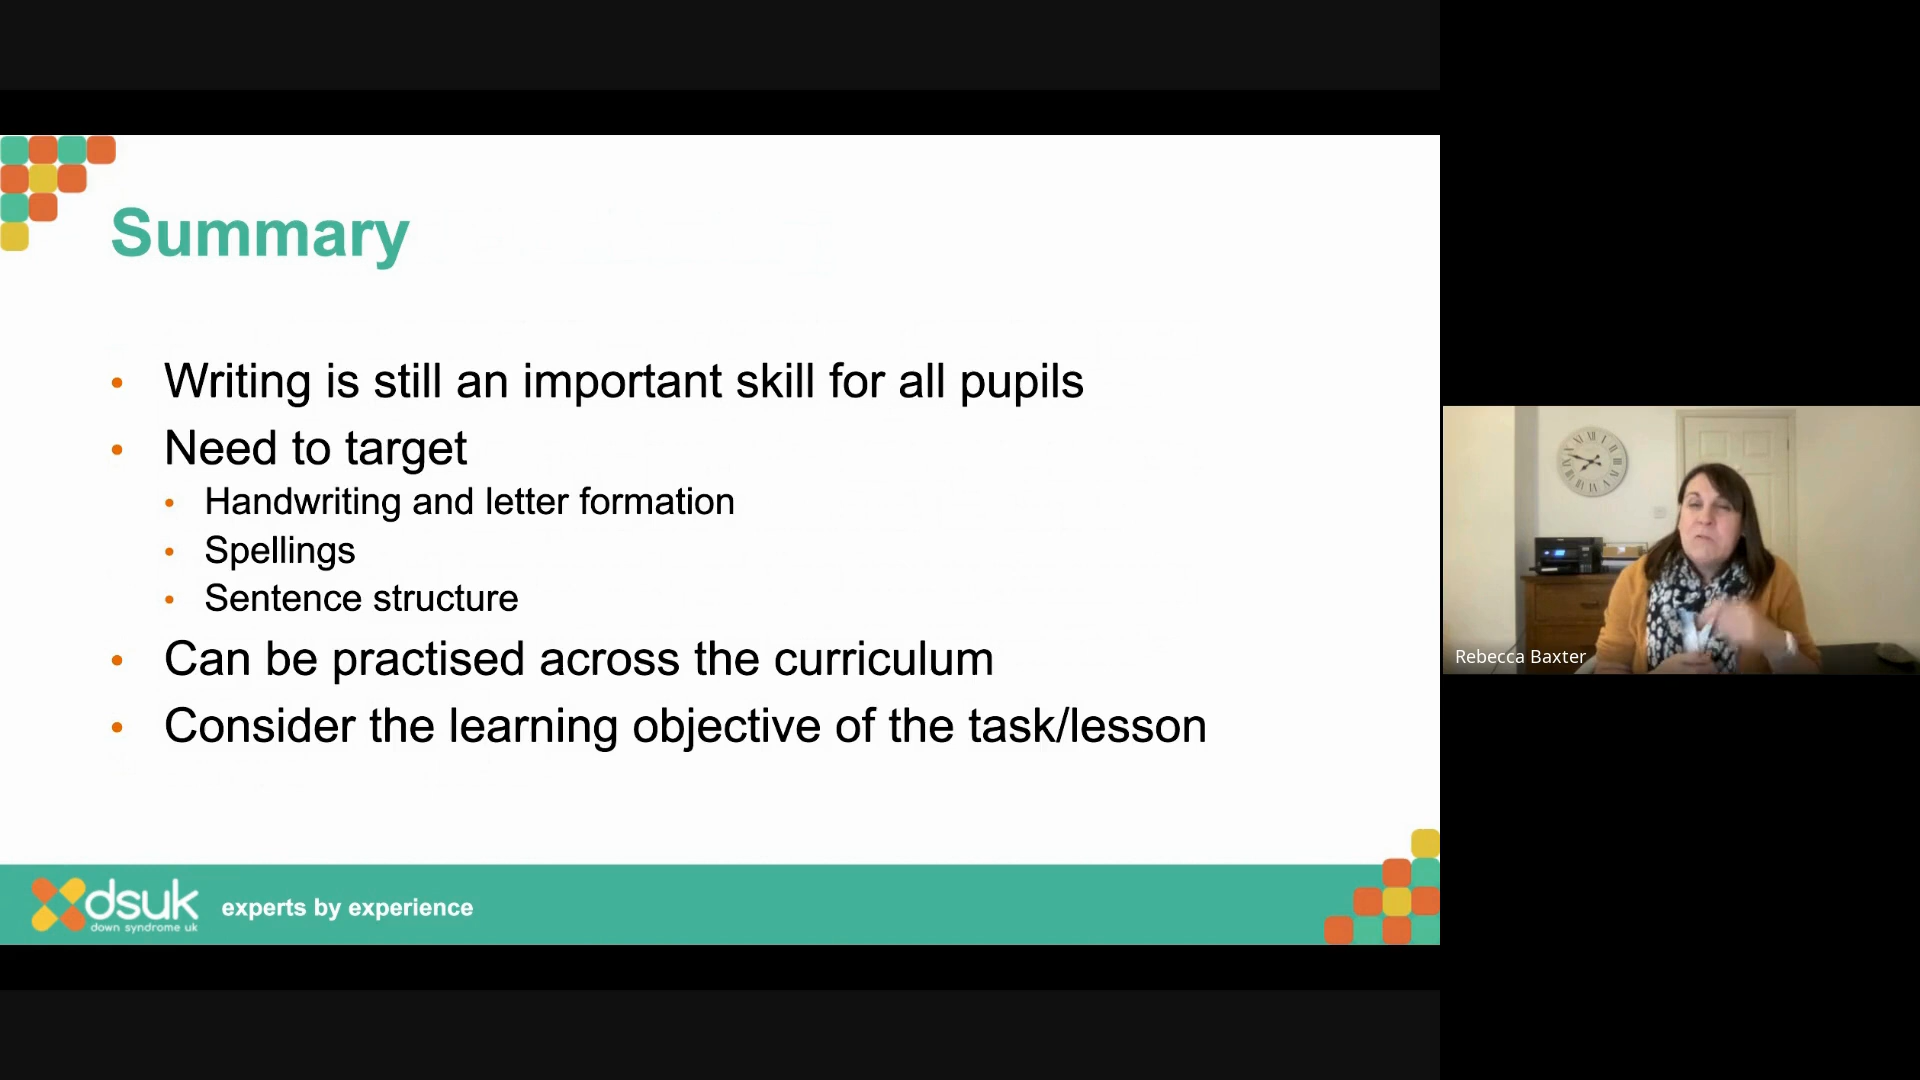 Summary
• Writing is still an important skill for all pupils
• Need to target
• Handwriting and letter formation
• Spellings
• Sentence structure
• Can be practised across the curriculum
• Consider the learning objective of the task/lesson
dsuk
down syndrome uk
experts by experience
Rebecca Baxter